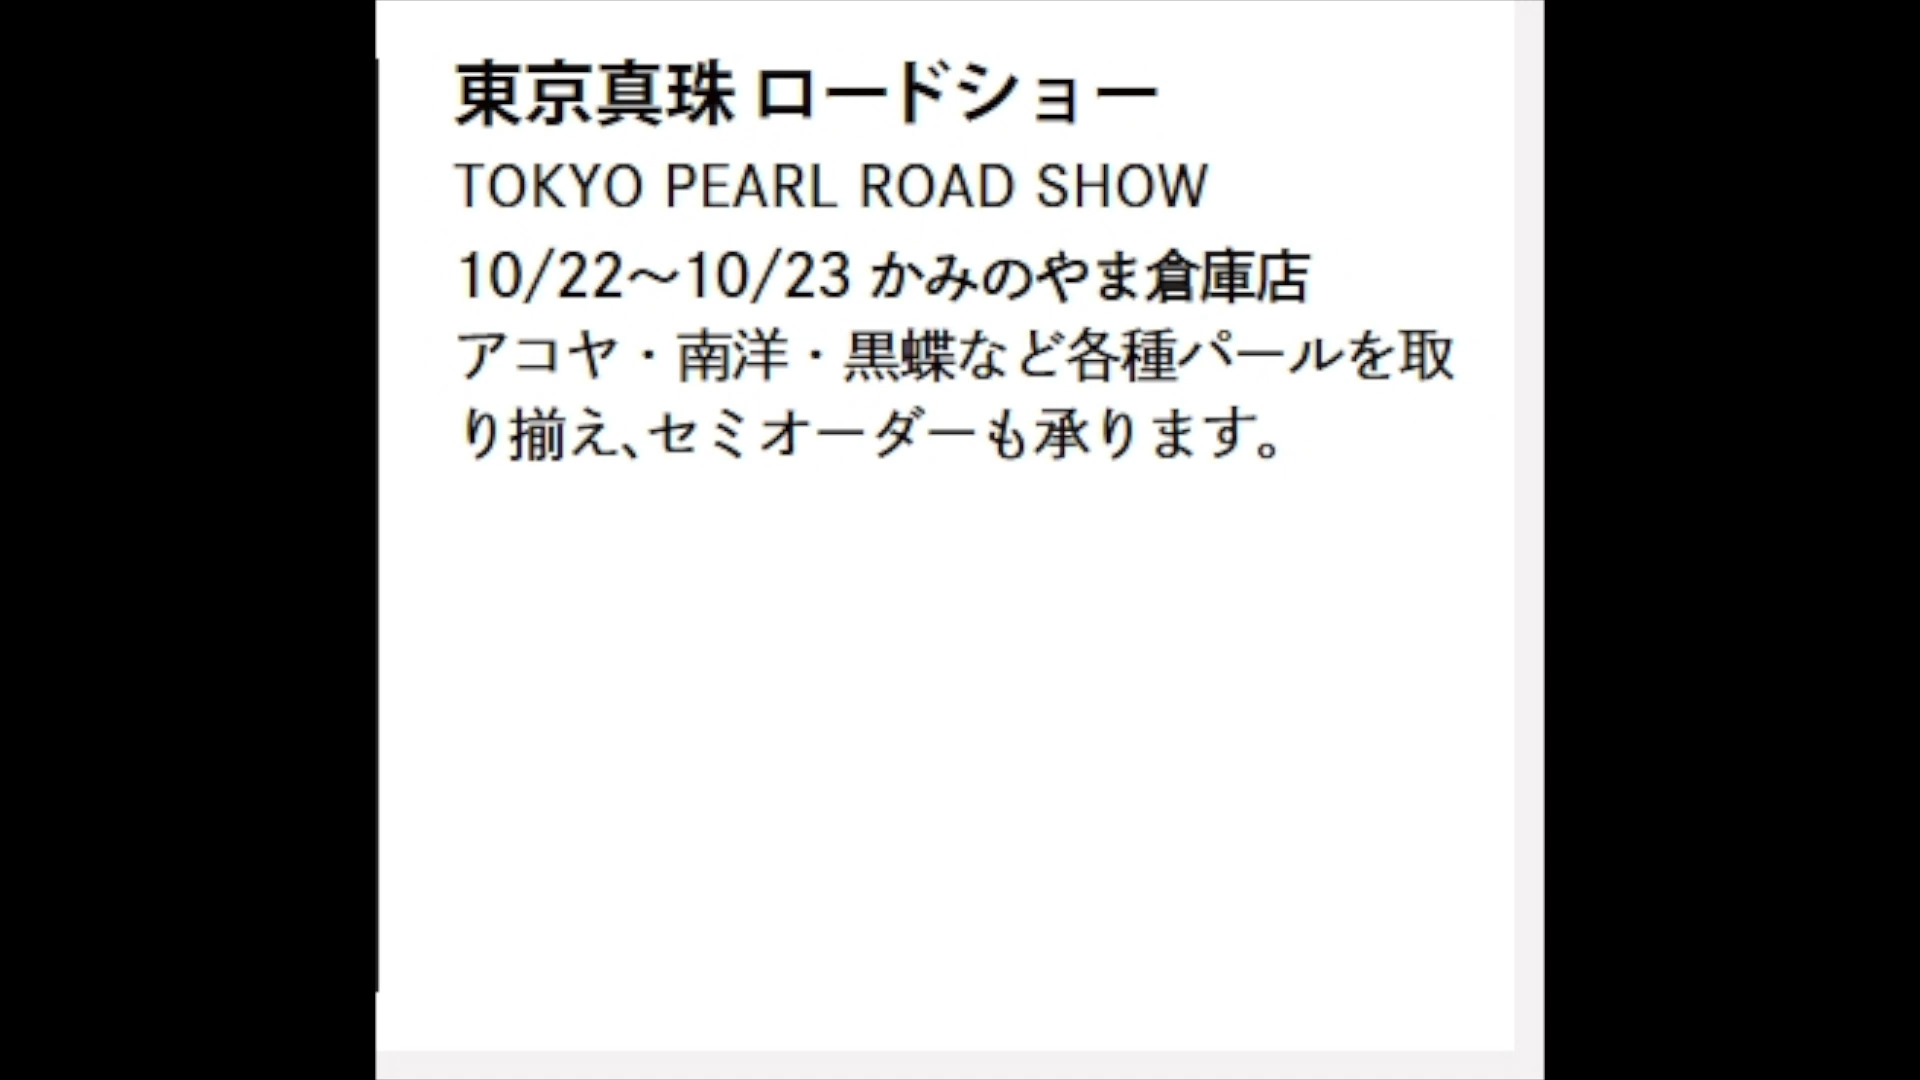 東京真珠 ロードショー
TOKYO PEARL ROAD SHOW
10/22～10/23 かみのやま倉庫店
アコヤ・南洋・黒蝶など各種パールを取
り揃え、セミオーダーも承ります。